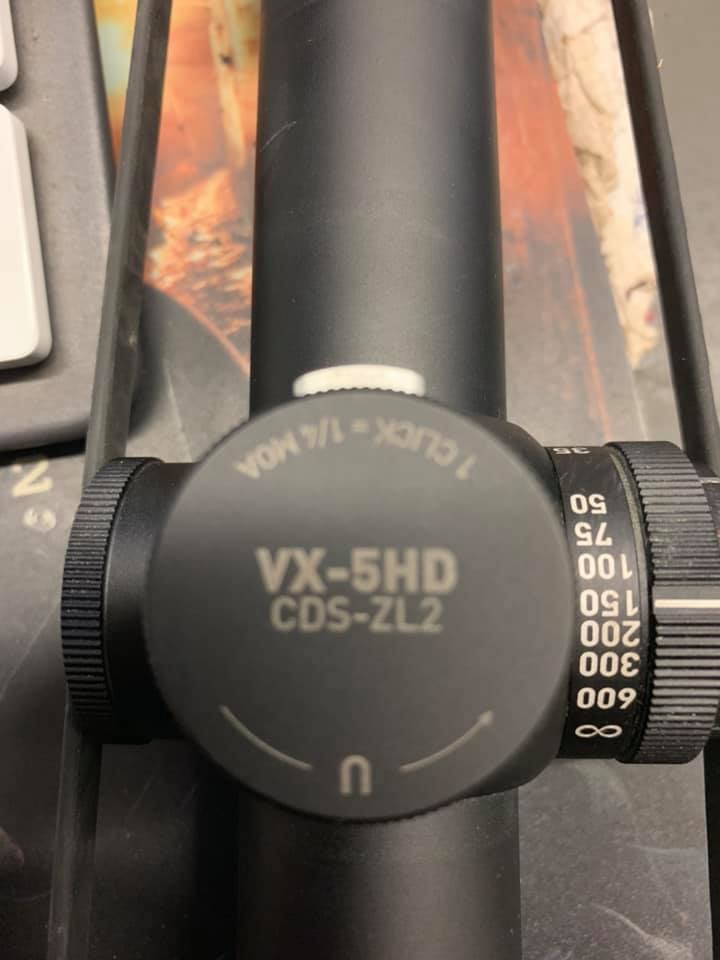 1 CLICK = 1/4 MOA
VX-5HD
CDS-ZL2
U
35
50
75
100
150
200
300
600
∞